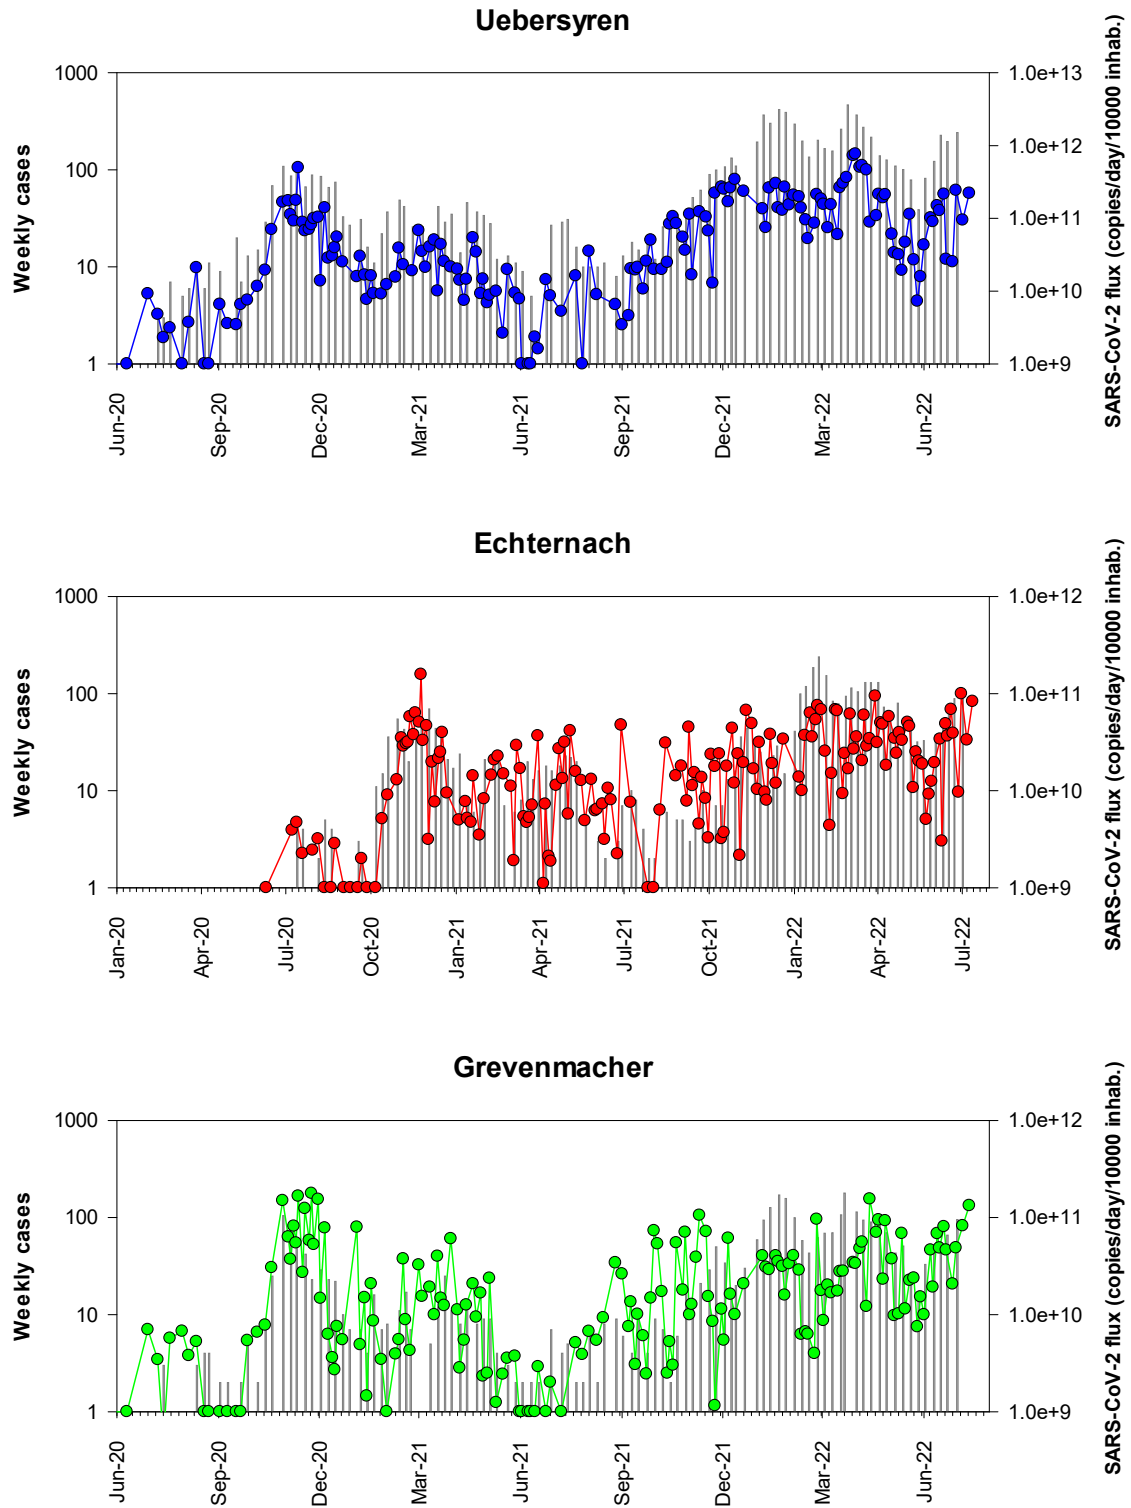 Uebersyren
Weekly cases
SARS-CoV-2 flux (copies/day/10000 inhab.)
1000
100
10
1
1.0e+13
1.0e+12
1.0e+11
1.0e+10
1.0e+9
Jun-20
Sep-20
Dec-20
Mar-21
Jun-21
Sep-21
Dec-21
Mar-22
Jun-22
Echternach
Weekly cases
SARS-CoV-2 flux (copies/day/10000 inhab.)
1000
100
10
1
1.0e+12
1.0e+11
1.0e+10
1.0e+9
Jan-20
Apr-20
Jul-20
Oct-20
Jan-21
Apr-21
Jul-21
Oct-21
Jan-22
Apr-22
Jul-22
Grevenmacher
Weekly cases
SARS-CoV-2 flux (copies/day/10000 inhab.)
1000
100
10
1
1.0e+12
1.0e+11
1.0e+10
1.0e+9
Jun-20
Sep-20
Dec-20
Mar-21
Jun-21
Sep-21
Dec-21
Mar-22
Jun-22